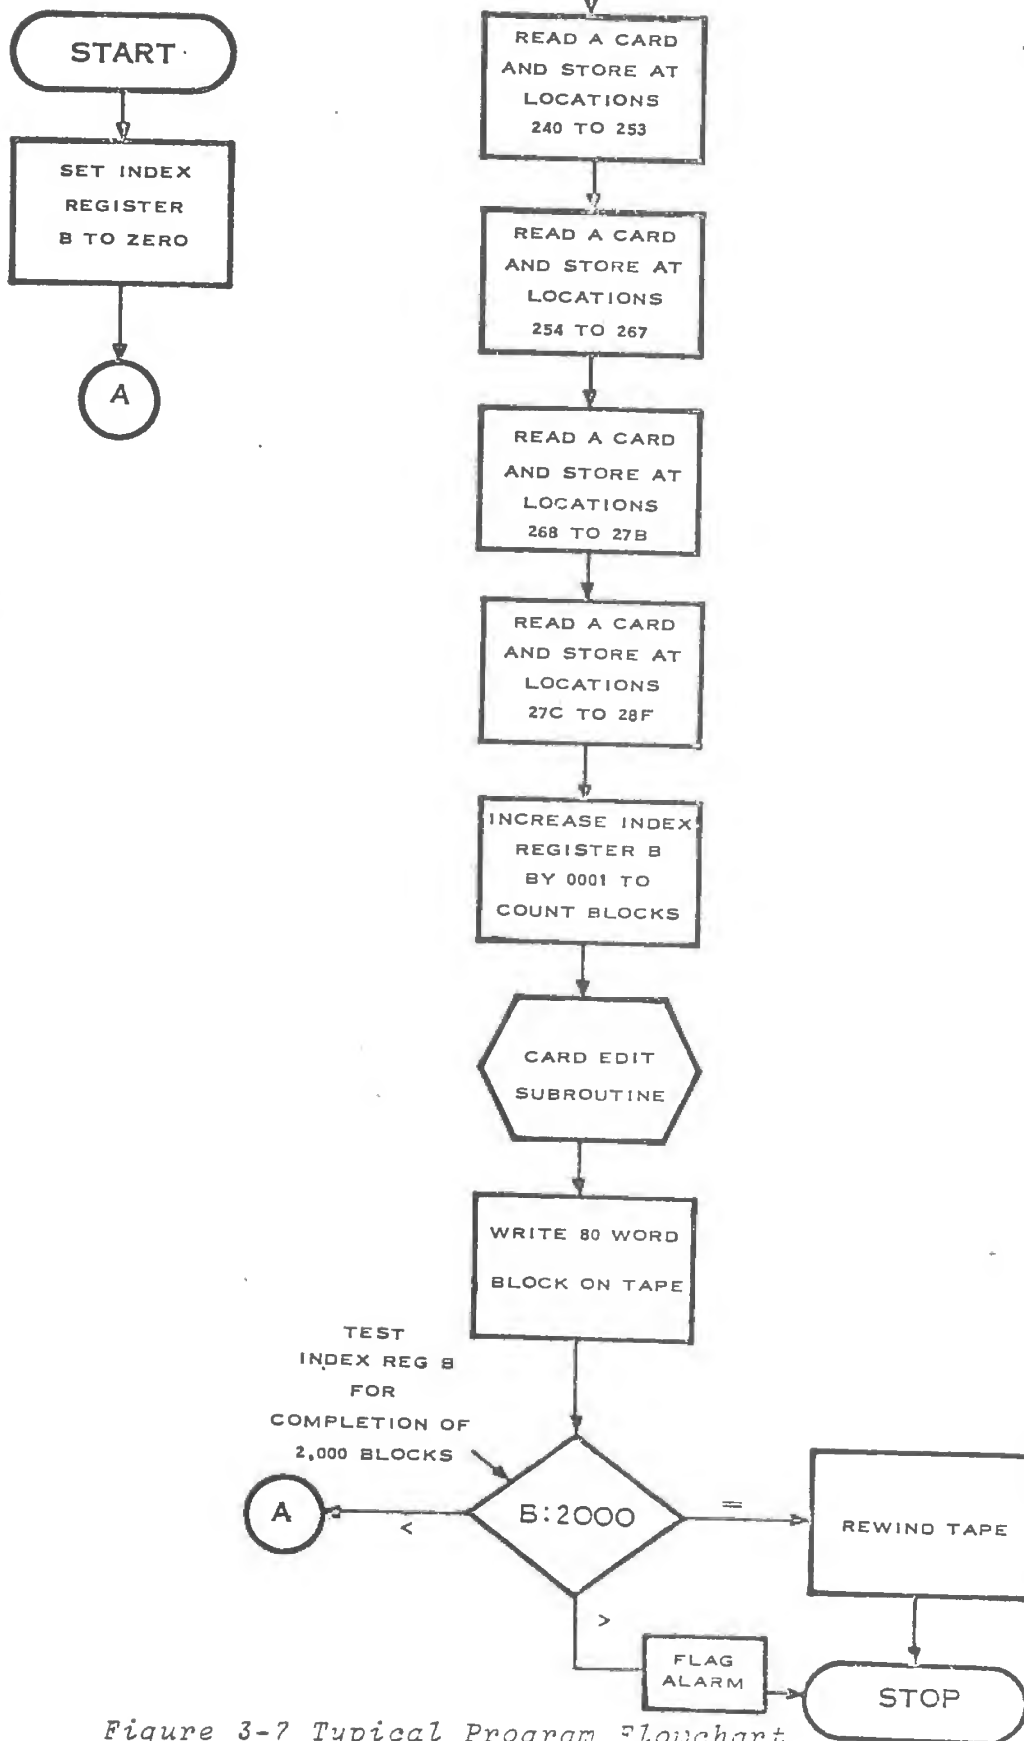 START
SET INDEX
REGISTER
B TO ZERO
A
READ A CARD
AND STORE AT
LOCATIONS
240 TO 253
READ A CARD
AND STORE AT
LOCATIONS
254 TO 267
READ A CARD
AND STORE AT
LOCATIONS
268 TO 27B
READ A CARD
AND STORE AT
LOCATIONS
27C TO 28F
INCREASE INDEX
REGISTER B
BY 0001 TO
COUNT BLOCKS
CARD EDIT
SUBROUTINE
WRITE 80 WORD
BLOCK ON TAPE
TEST
INDEX REG B
FOR
COMPLETION OF
2,000 BLOCKS
A
<
B:2000
=
REWIND TAPE
>
FLAG
ALARM
STOP
Figure 3-7 Typical Program Flowchart